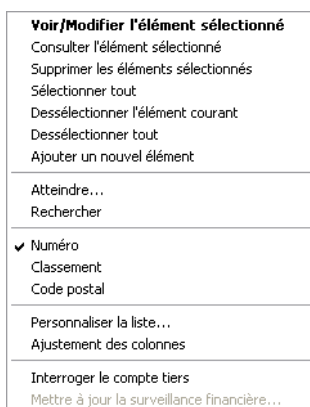 Voir/Modifier l'élément sélectionné
Consulter l'élément sélectionné
Supprimer les éléments sélectionnés
Sélectionner tout
Dessélectionner l'élément courant
Dessélectionner tout
Ajouter un nouvel élément
Atteindre...
Rechercher
Numéro
Classement
Code postal
Personnaliser la liste...
Ajustement des colonnes
Interroger le compte tiers
Mettre à jour la surveillance financière...